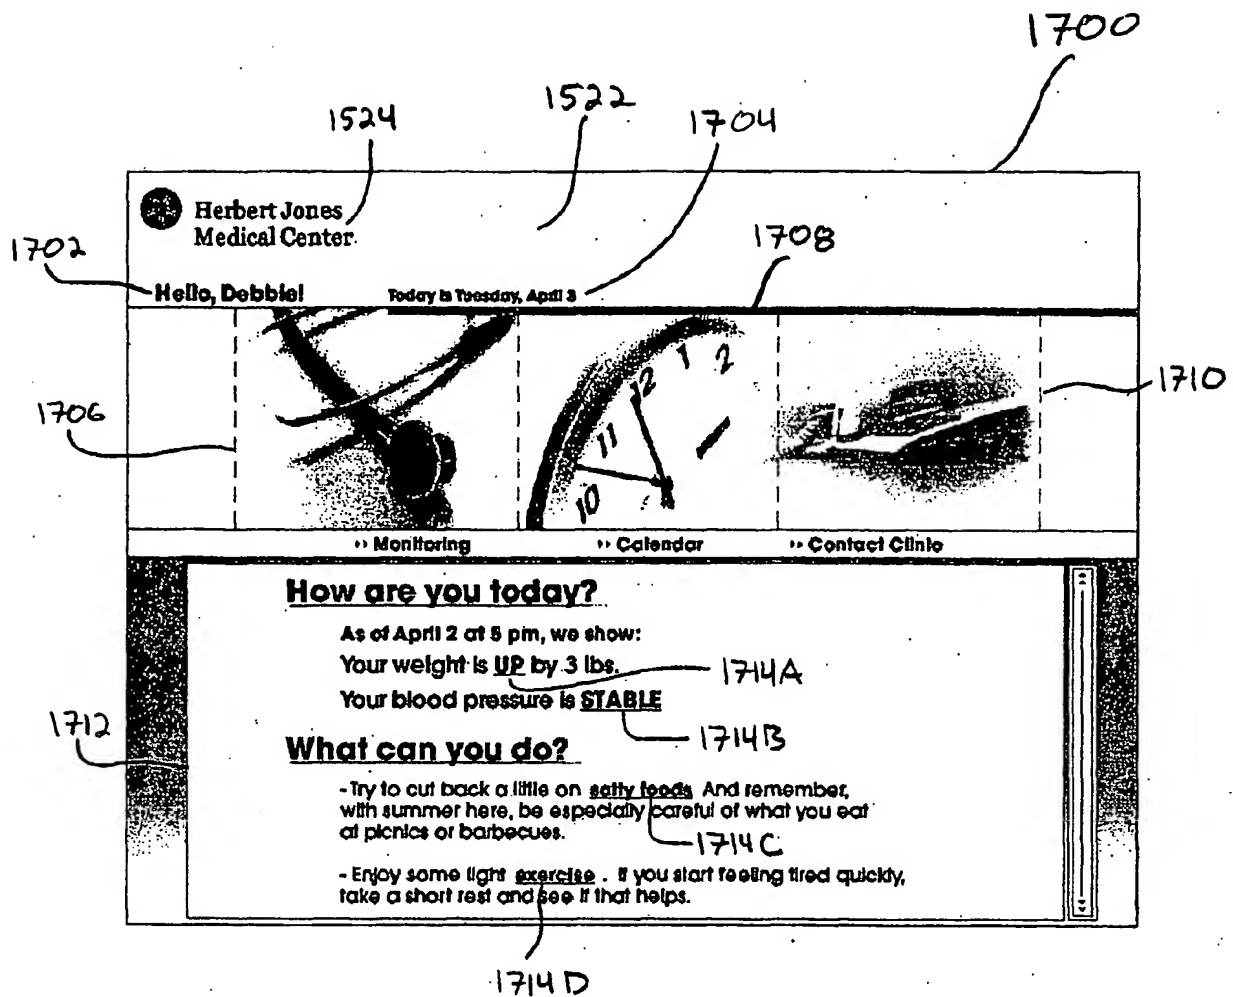 1700
1524
1522
1704
Herbert Jones
Medical Center
1702
1708
Hello, Debbie!
Today is Tuesday, April 3
12
1
2
11
10
1710
1706
›› Monitoring
›› Calendar
›› Contact Clinic
How are you today?
As of April 2 at 5 pm, we show:
Your weight is UP by 3 lbs.
1714A
Your blood pressure is STABLE
1712
1714B
What can you do?
- Try to cut back a little on salty foods And remember,
with summer here, be especially careful of what you eat
at picnics or barbecues.
1714C
- Enjoy some light exercise . If you start feeling tired quickly,
take a short rest and see if that helps.
1714D